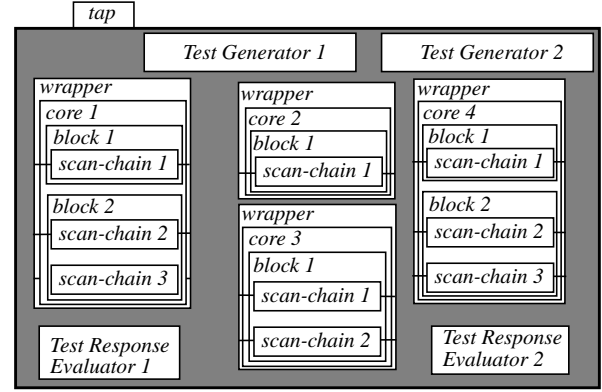 tap
Test Generator 1
Test Generator 2
wrapper
core 1
block 1
scan-chain 1
block 2
scan-chain 2
scan-chain 3
wrapper
core 2
block 1
scan-chain 1
wrapper
core 3
block 1
scan-chain 1
scan-chain 2
wrapper
core 4
block 1
scan-chain 1
block 2
scan-chain 2
scan-chain 3
Test Response
Evaluator 1
Test Response
Evaluator 2